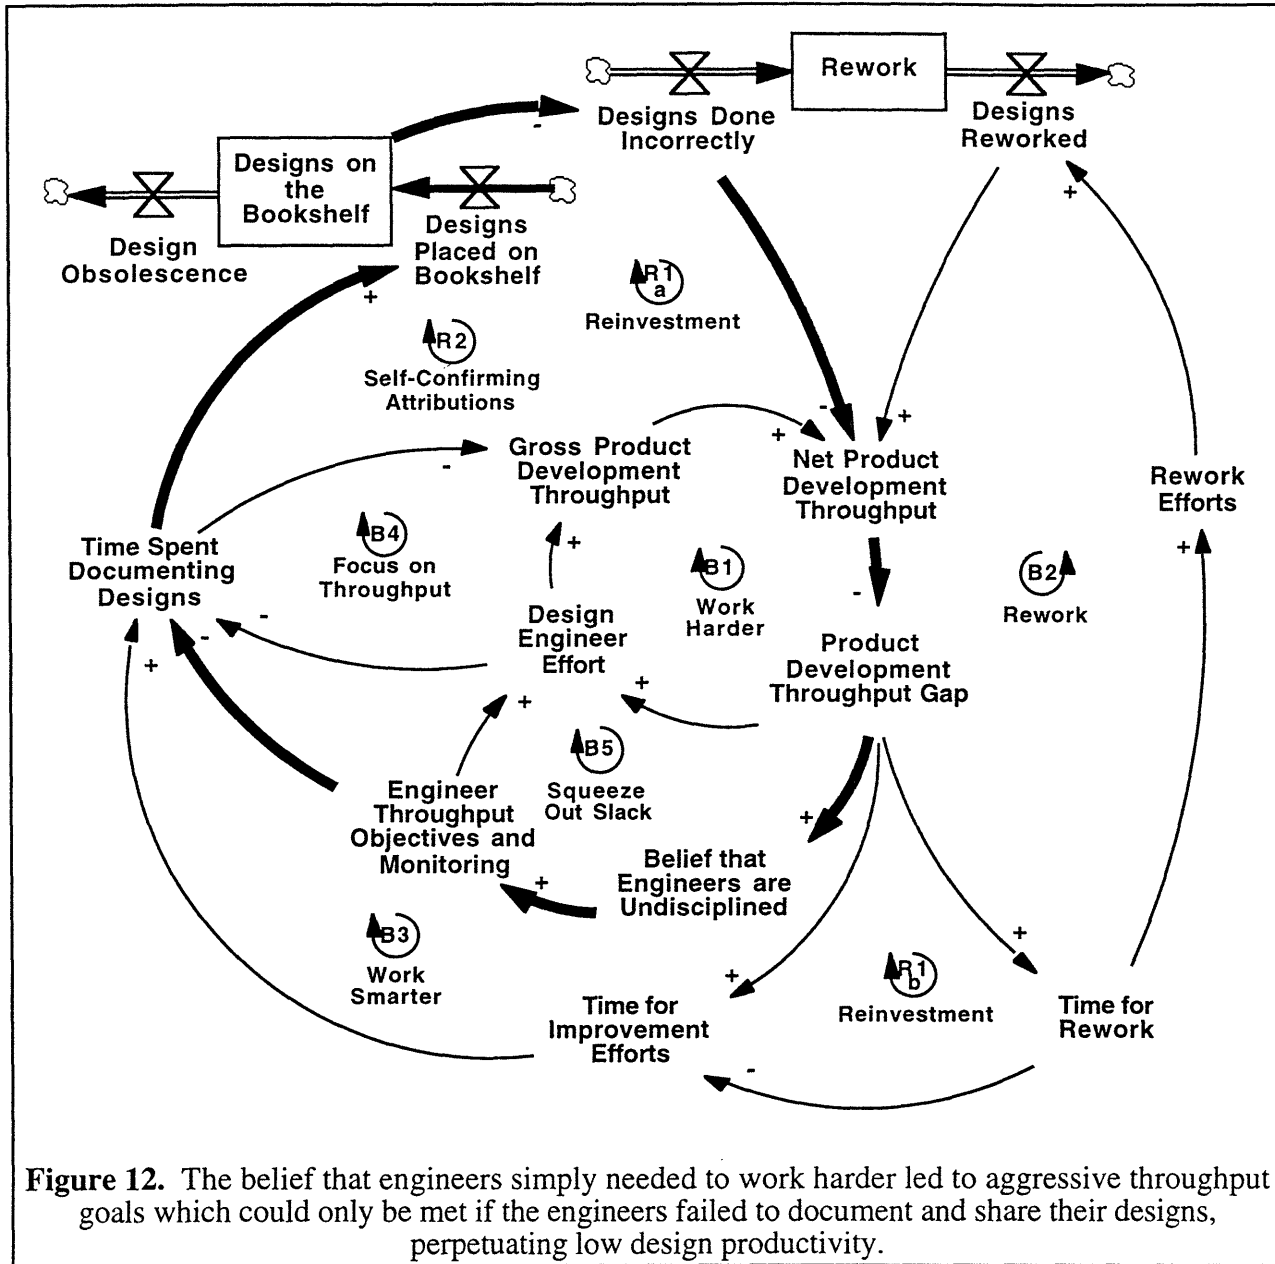 Rework
Designs Done
Incorrectly
Designs
Reworked
Designs on
the
Bookshelf
-
Design
Obsolescence
Designs
Placed on
Bookshelf
+
+
R1
a
Reinvestment
R2
Self-Confirming
Attributions
-
+
+
-
Gross Product
Development
Throughput
Net Product
Development
Throughput
Rework
Efforts
+
Time Spent
Documenting
Designs
B4
Focus on
Throughput
+
B1
Work
Harder
-
B2
Rework
-
-
+
Design
Engineer
Effort
Product
Development
Throughput Gap
+
+
B5
Squeeze
Out Slack
Engineer
Throughput
Objectives and
Monitoring
+
Belief that
Engineers are
Undisciplined
+
B3
Work
Smarter
+
+
R1
b
Reinvestment
Time for
Improvement
Efforts
Time for
Rework
-
Figure 12. The belief that engineers simply needed to work harder led to aggressive throughput
goals which could only be met if the engineers failed to document and share their designs,
perpetuating low design productivity.